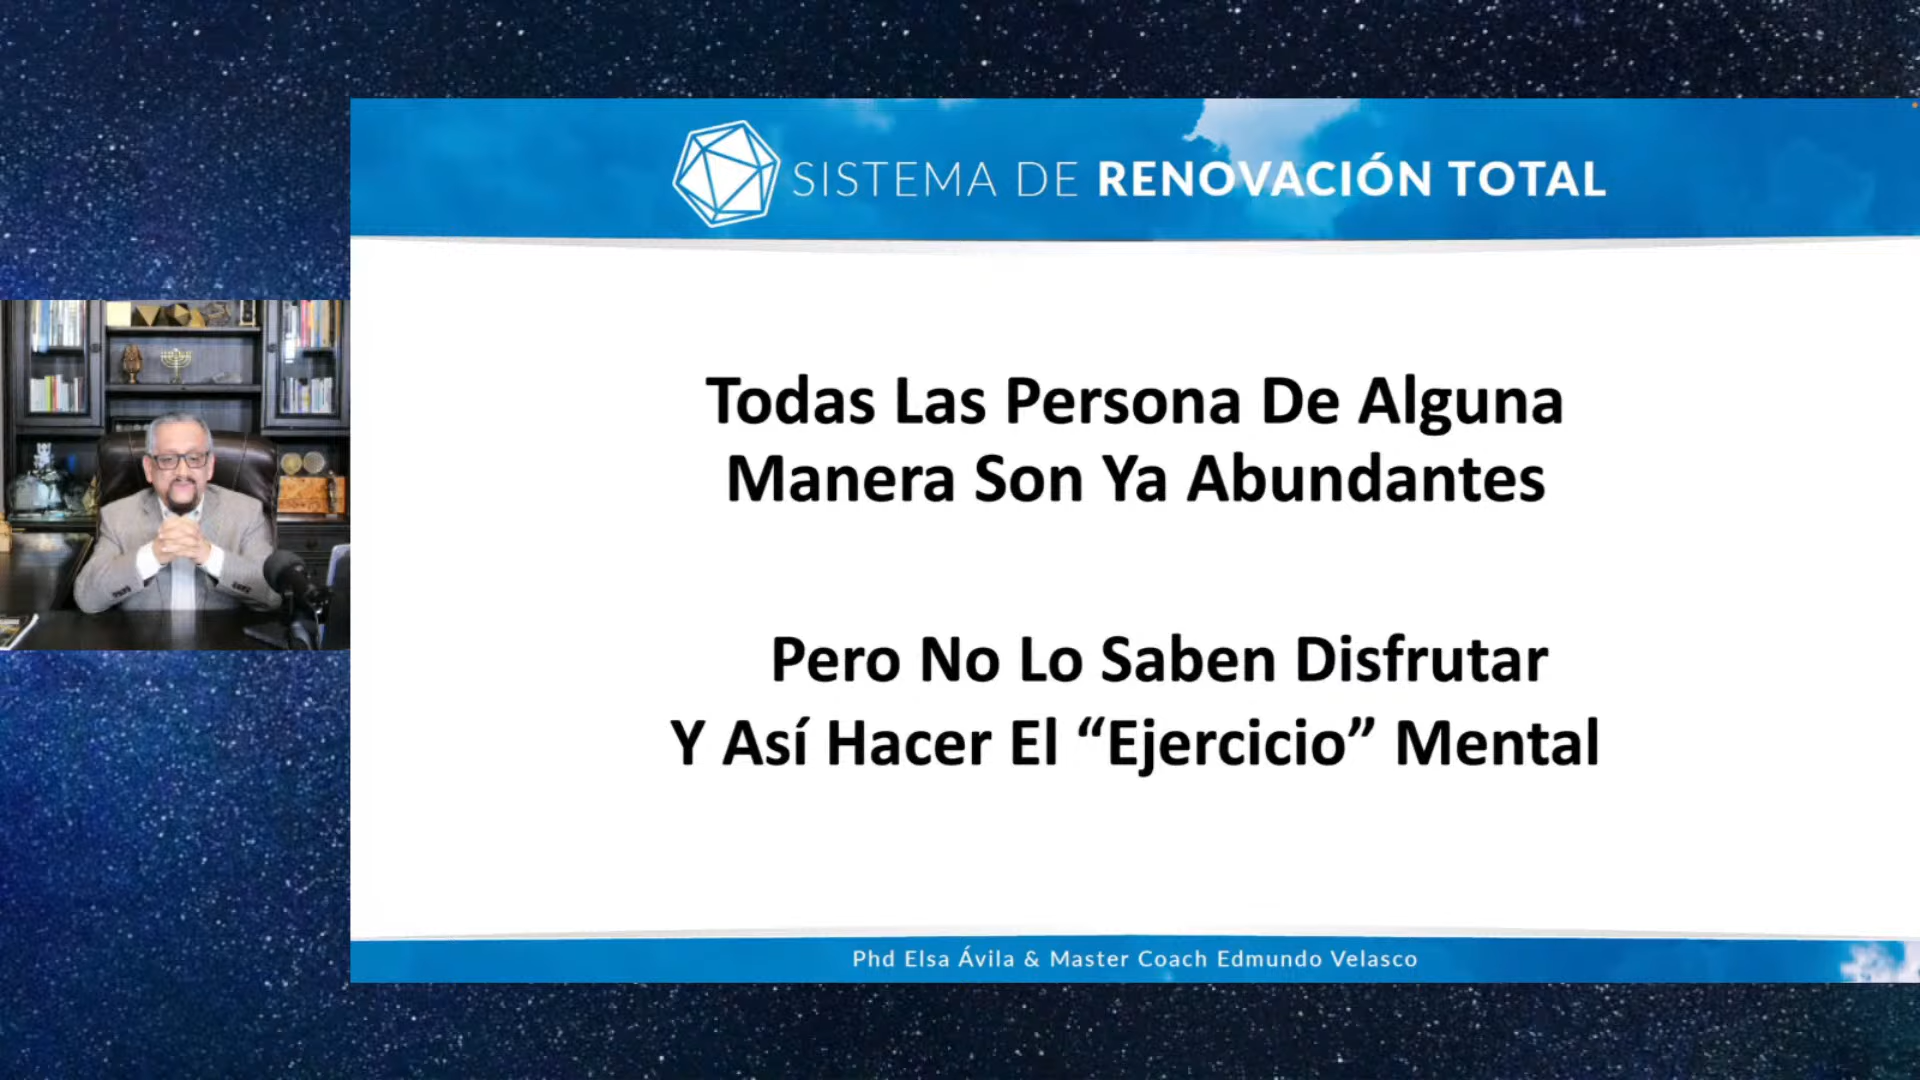 SISTEMA DE RENOVACIÓN TOTAL
Todas Las Persona De Alguna
Manera Son Ya Abundantes
Pero No Lo Saben Disfrutar
Y Así Hacer El “Ejercicio” Mental
Phd Elsa Ávila & Master Coach Edmundo Velasco